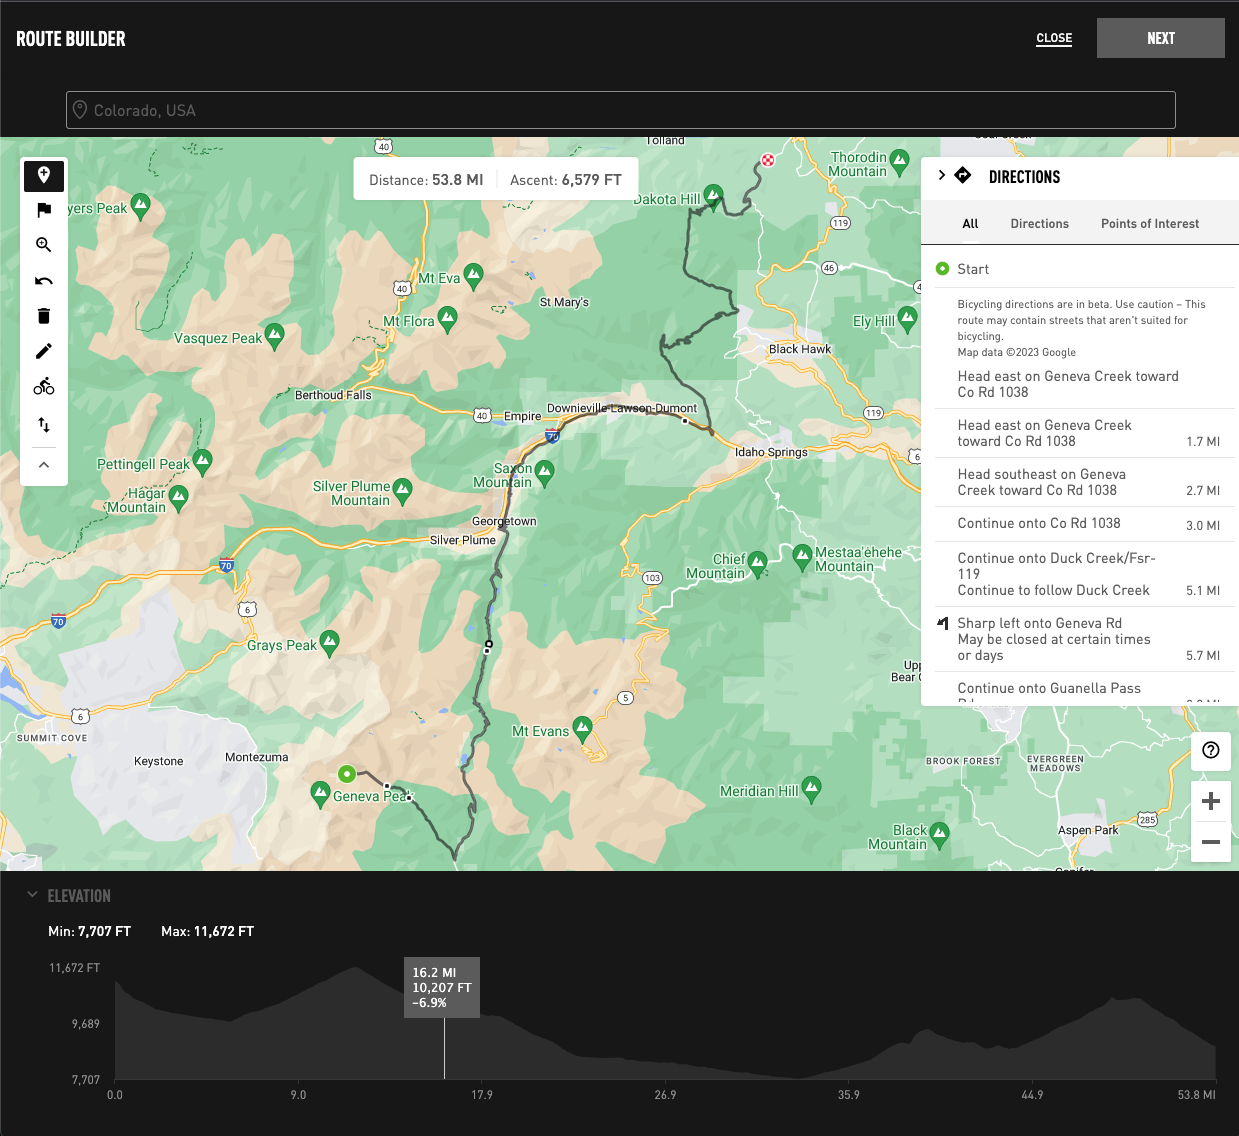 ROUTE BUILDER
CLOSE
NEXT
Colorado, USA
Distance: 53.8 MI
Ascent: 6,579 FT
Tolland
Thorodin
Mountain
yers Peak
Dakota Hill
119
40
46
Mt Eva
40
St Mary's
Mt Flora
Ely Hill
Vasquez Peak
Black Hawk
Berthoud Falls
40
Empire
Downieville-Lawson-Dumont
119
70
6
Idaho Springs
Pettingell Peak
Saxon
Mountain
Hagar
Mountain
Silver Plume
Mountain
Georgetown
Silver Plume
70
Chief
Mountain
Mestaa'ėhehe
Mountain
103
6
70
Grays Peak
Upp
Bear C
5
6
SUMMIT COVE
Mt Evans
Keystone
Montezuma
BROOK FOREST
EVERGREEN
MEADOWS
Geneva Peak
Meridian Hill
285
Black
Mountain
Aspen Park
DIRECTIONS
All
Directions
Points of Interest
Start
Bicycling directions are in beta. Use caution – This
route may contain streets that aren't suited for
bicycling.
Map data ©2023 Google
Head east on Geneva Creek toward
Co Rd 1038
Head east on Geneva Creek
toward Co Rd 1038
1.7 MI
Head southeast on Geneva
Creek toward Co Rd 1038
2.7 MI
Continue onto Co Rd 1038
3.0 MI
Continue onto Duck Creek/Fsr-
119
Continue to follow Duck Creek
5.1 MI
Sharp left onto Geneva Rd
May be closed at certain times
or days
5.7 MI
Continue onto Guanella Pass
ELEVATION
Min: 7,707 FT
Max: 11,672 FT
11,672 FT
9,689
7,707
16.2 MI
10,207 FT
-6.9%
0.0
9.0
17.9
26.9
35.9
44.9
53.8 MI